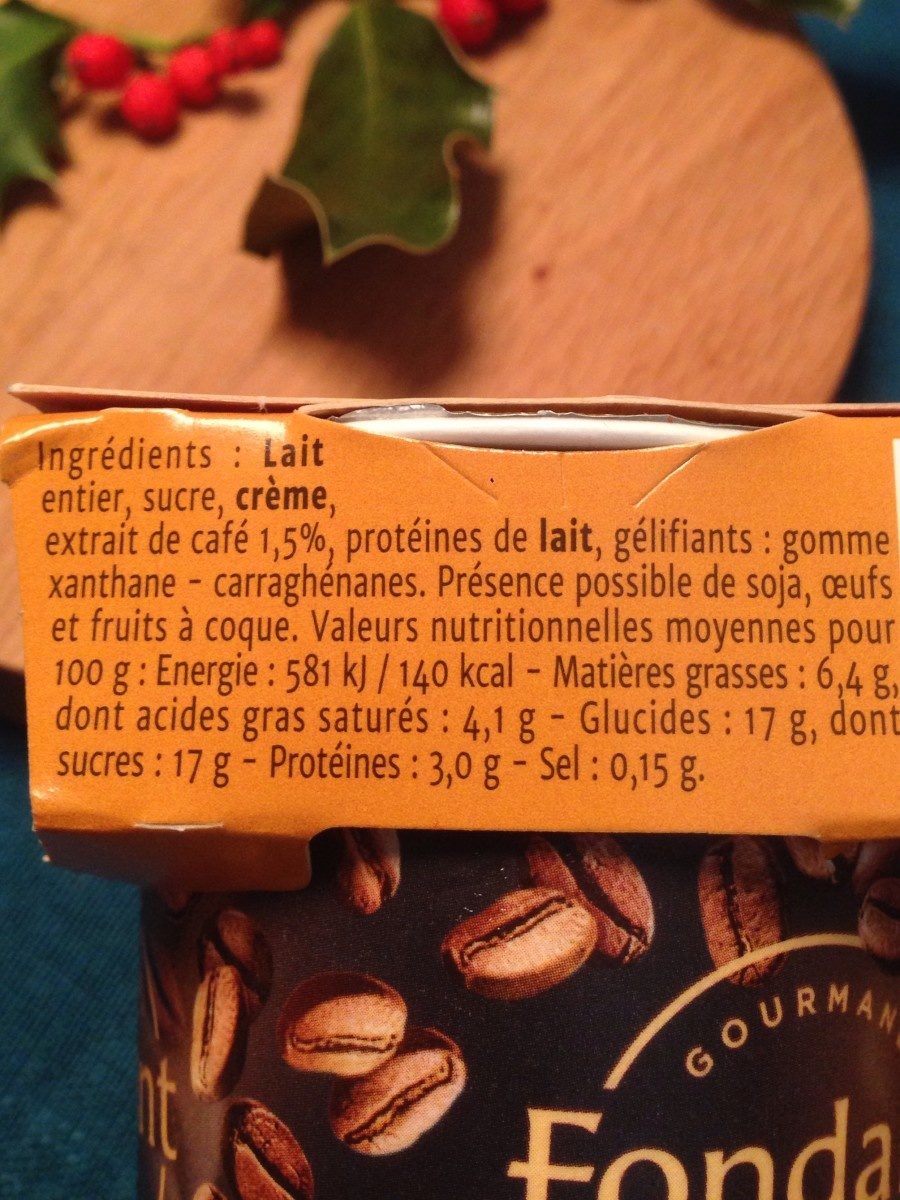 Ingrédients : Lait
entier, sucre, crème,
extrait de café 1,5%, protéines de lait, gélifiants : gomme
xanthane - carraghénanes. Présence possible de soja, œufs
et fruits à coque. Valeurs nutritionnelles moyennes pour
100 g : Energie : 581 kJ / 140 kcal - Matières grasses : 6,4 g,
dont acides gras saturés : 4,1 g - Glucides : 17 g, dont
sucres : 17 g - Protéines : 3,0 g - Sel : 0,15 g.
GOURMAN
Fonda
nt